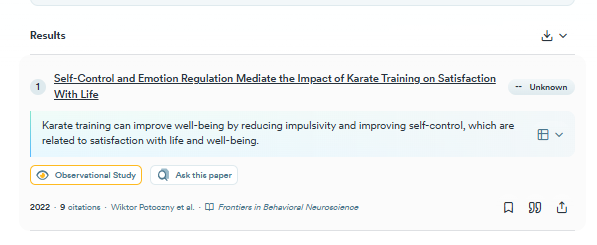 Results
1
Self-Control and Emotion Regulation Mediate the Impact of Karate Training on Satisfaction
With Life
-- Unknown
Karate training can improve well-being by reducing impulsivity and improving self-control, which are
related to satisfaction with life and well-being.
Observational Study
Ask this paper
2022 · 9 citations · Wiktor Potoczny et al. · Frontiers in Behavioral Neuroscience